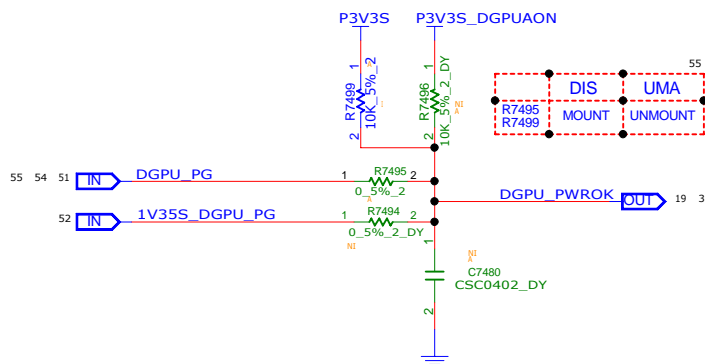 P3V3S
P3V3S_DGPUAON
1
R7499
10K_5%_2
2
1
R7496
10K_5%_2_DY
2
NI
A
55
DIS
UMA
R7495
R7499
MOUNT
UNMOUNT
55 54 51
IN
DGPU_PG
1
R7495
2
0_5%_2
A
52
IN
1V35S_DGPU_PG
1
R7494
2
0_5%_2_DY
NI
DGPU_PWROK
OUT
19 3
1
NI
A
C7480
CSC0402_DY
2